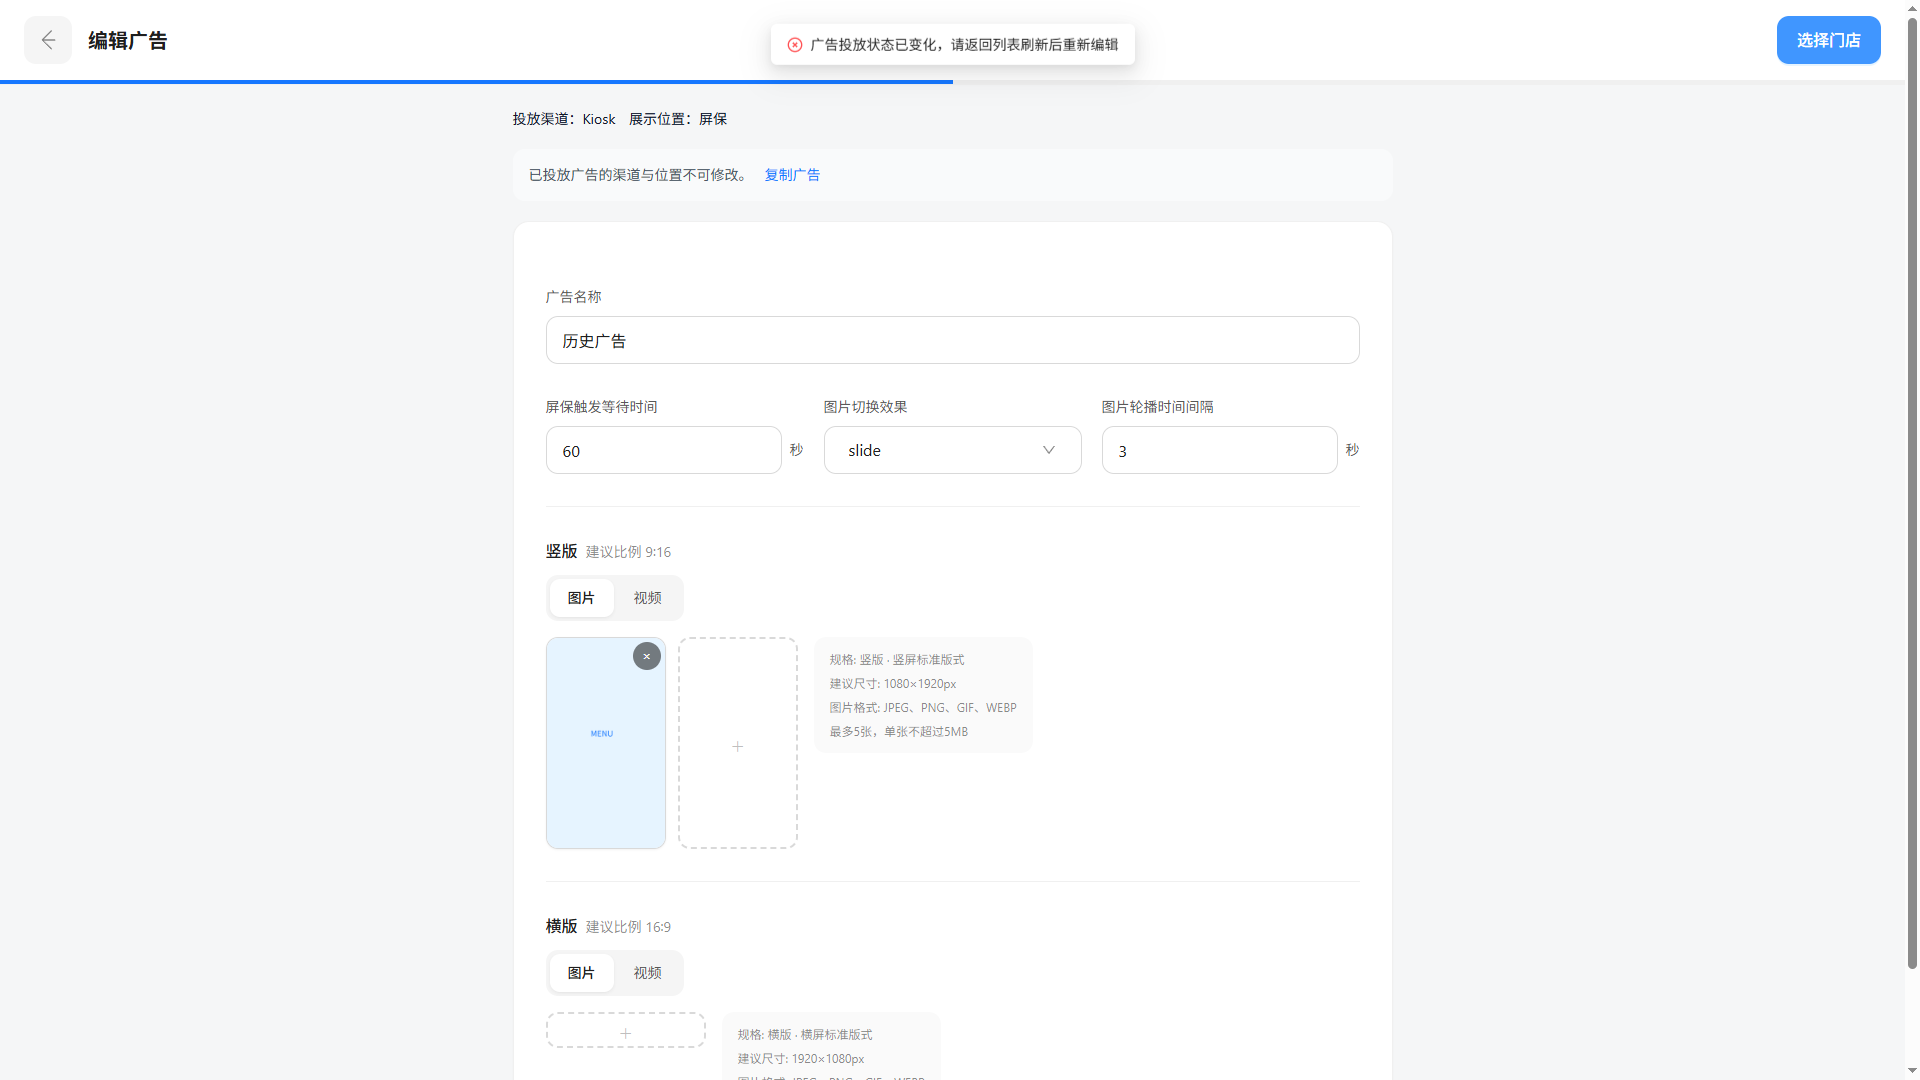 编辑广告
广告投放状态已变化，请返回列表刷新后重新编辑
选择门店
投放渠道：Kiosk 展示位置：屏保
已投放广告的渠道与位置不可修改。 复制广告
广告名称
历史广告
屏保触发等待时间 图片切换效果 图片轮播时间间隔
60 秒 slide 3 秒
竖版 建议比例 9:16
图片 视频
MENU
规格: 竖版 · 竖屏标准版式
建议尺寸: 1080×1920px
图片格式: JPEG、PNG、GIF、WEBP
最多5张，单张不超过5MB
横版 建议比例 16:9
图片 视频
规格: 横版 · 横屏标准版式
建议尺寸: 1920×1080px
图片格式: JPEG、PNG、GIF、WEBP